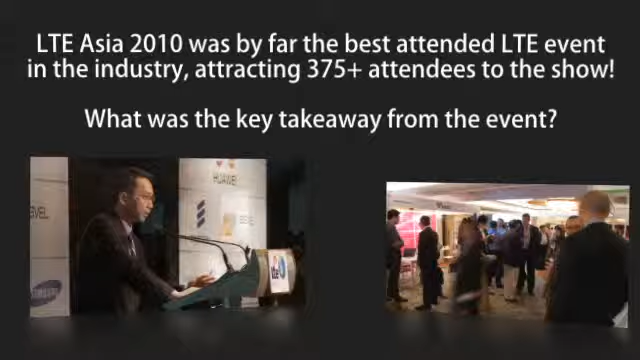 LTE Asia 2010 was by far the best attended LTE event
in the industry, attracting 375+ attendees to the show!
What was the key takeaway from the event?
HUAWEI
SAMSUNG
lte